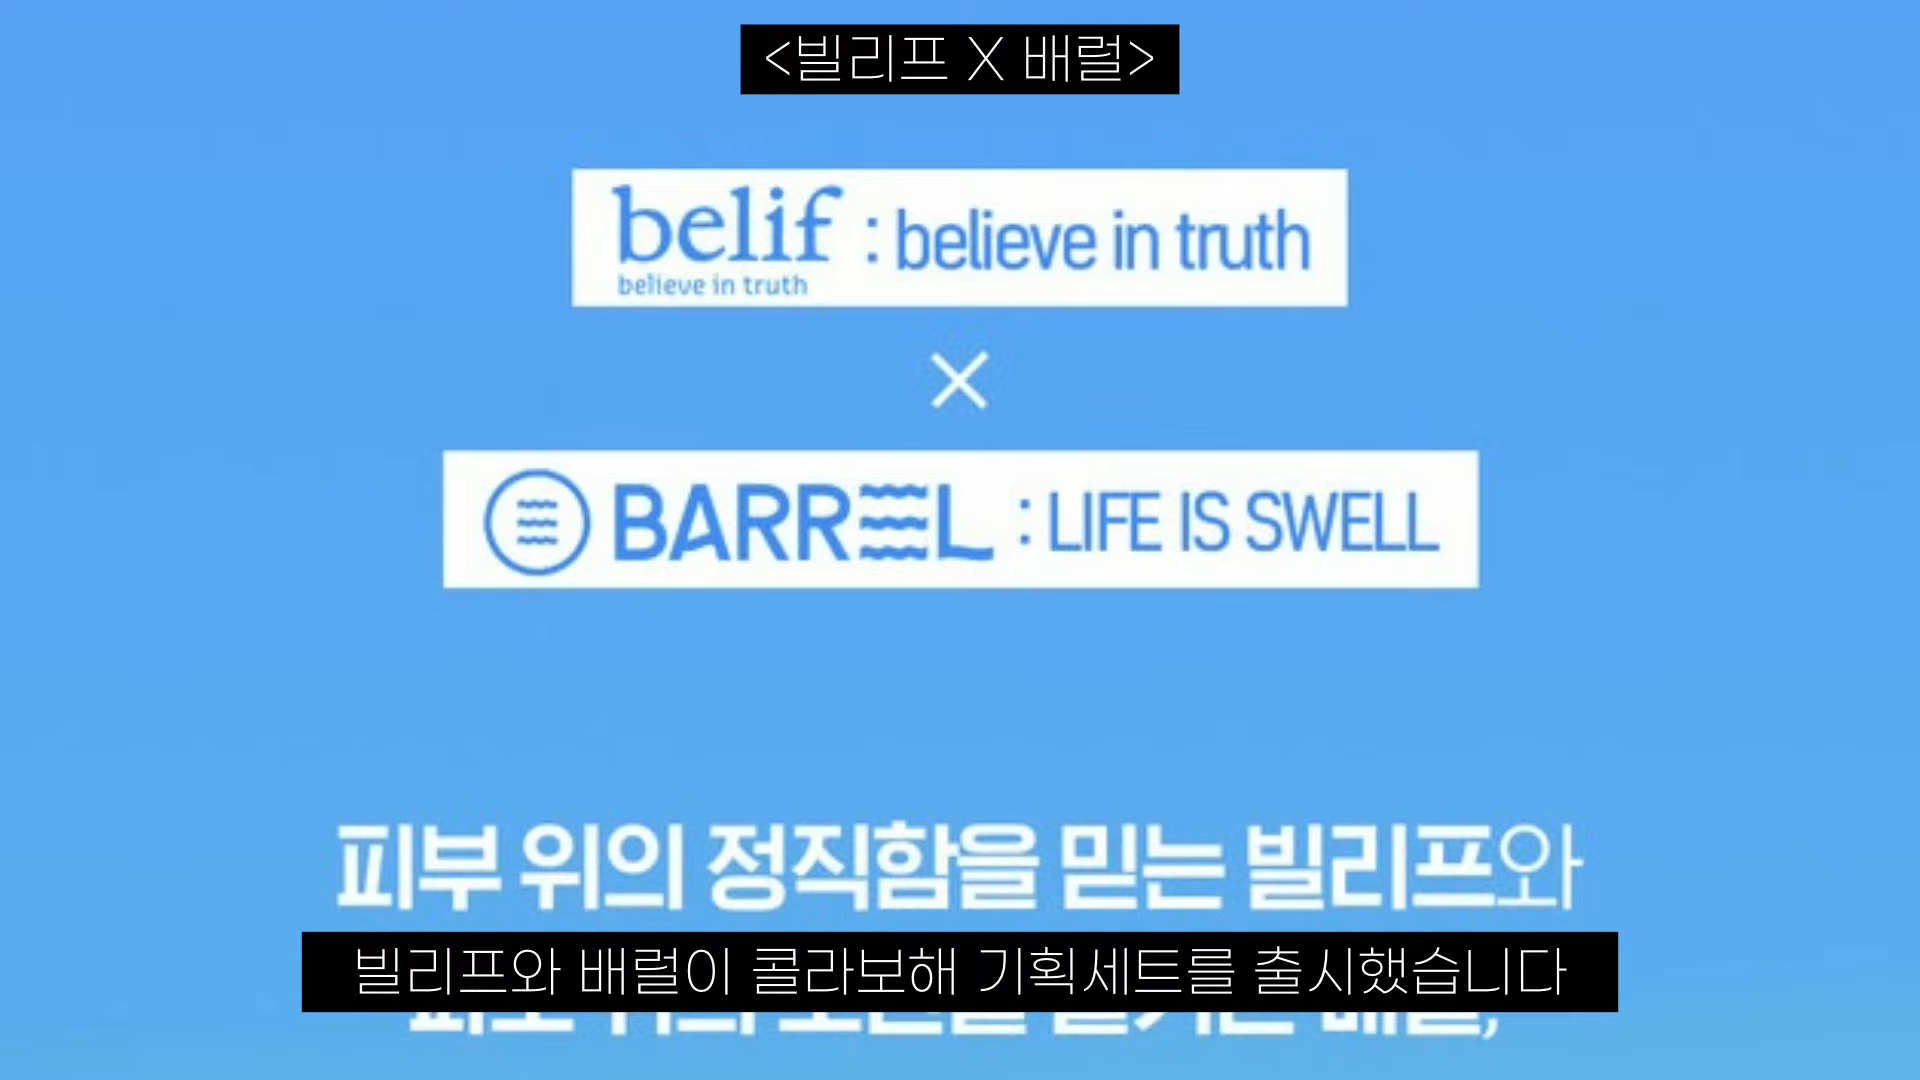 <빌리프 X 배럴>
belif : believe in truth
believe in truth
×
BARREL : LIFE IS SWELL
피부 위의 정직함을 믿는 빌리프와
빌리프와 배럴이 콜라보해 기획세트를 출시했습니다